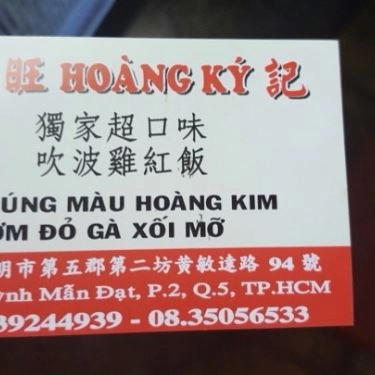 旺 HOÀNG KÝ 記
獨家超口味
吹波雞紅飯
ÚNG MÀU HOÀNG KIM
ƠM ĐỎ GÀ XỐI MỠ
明市第五郡第二坊黄敏達路 94 號
ỳnh Mẫn Đạt, P.2, Q.5, TP.HCM
39244939 - 08.35056533